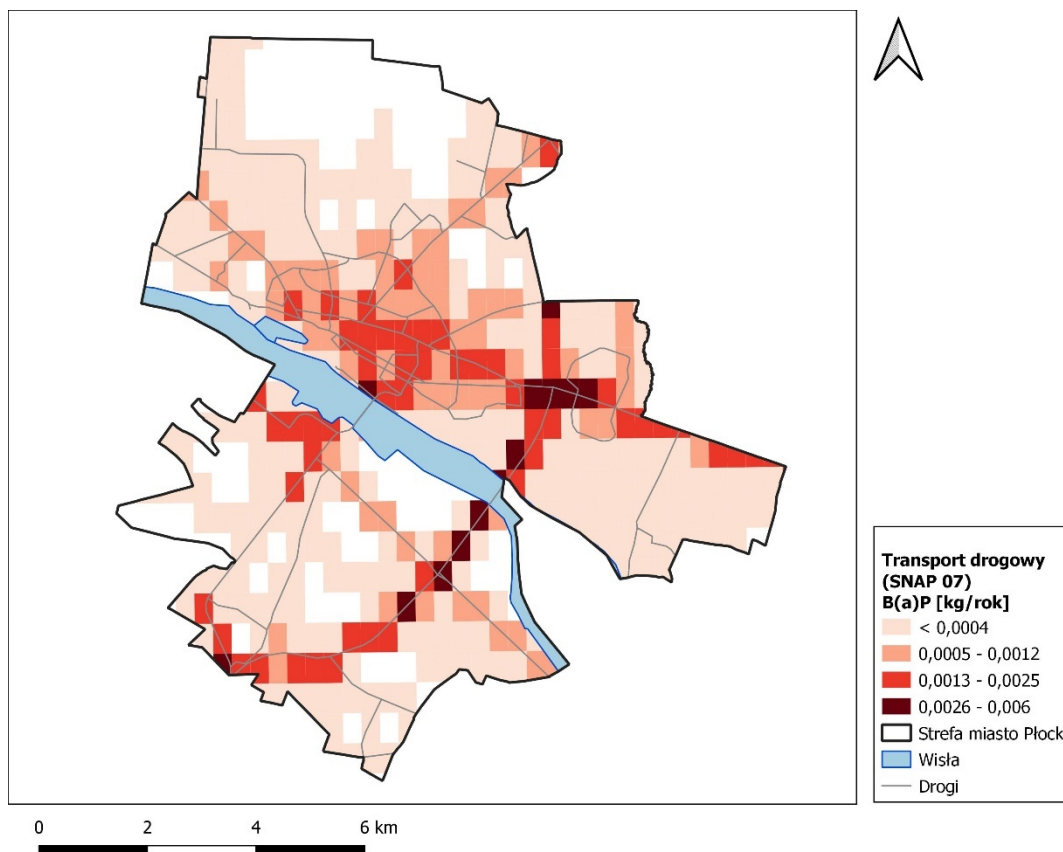 Transport drogowy
(SNAP 07)
B(a)P [kg/rok]
< 0,0004
0,0005 - 0,0012
0,0013 - 0,0025
0,0026 - 0,006
Strefa miasto Płock
Wisła
Drogi
0 2 4 6 km